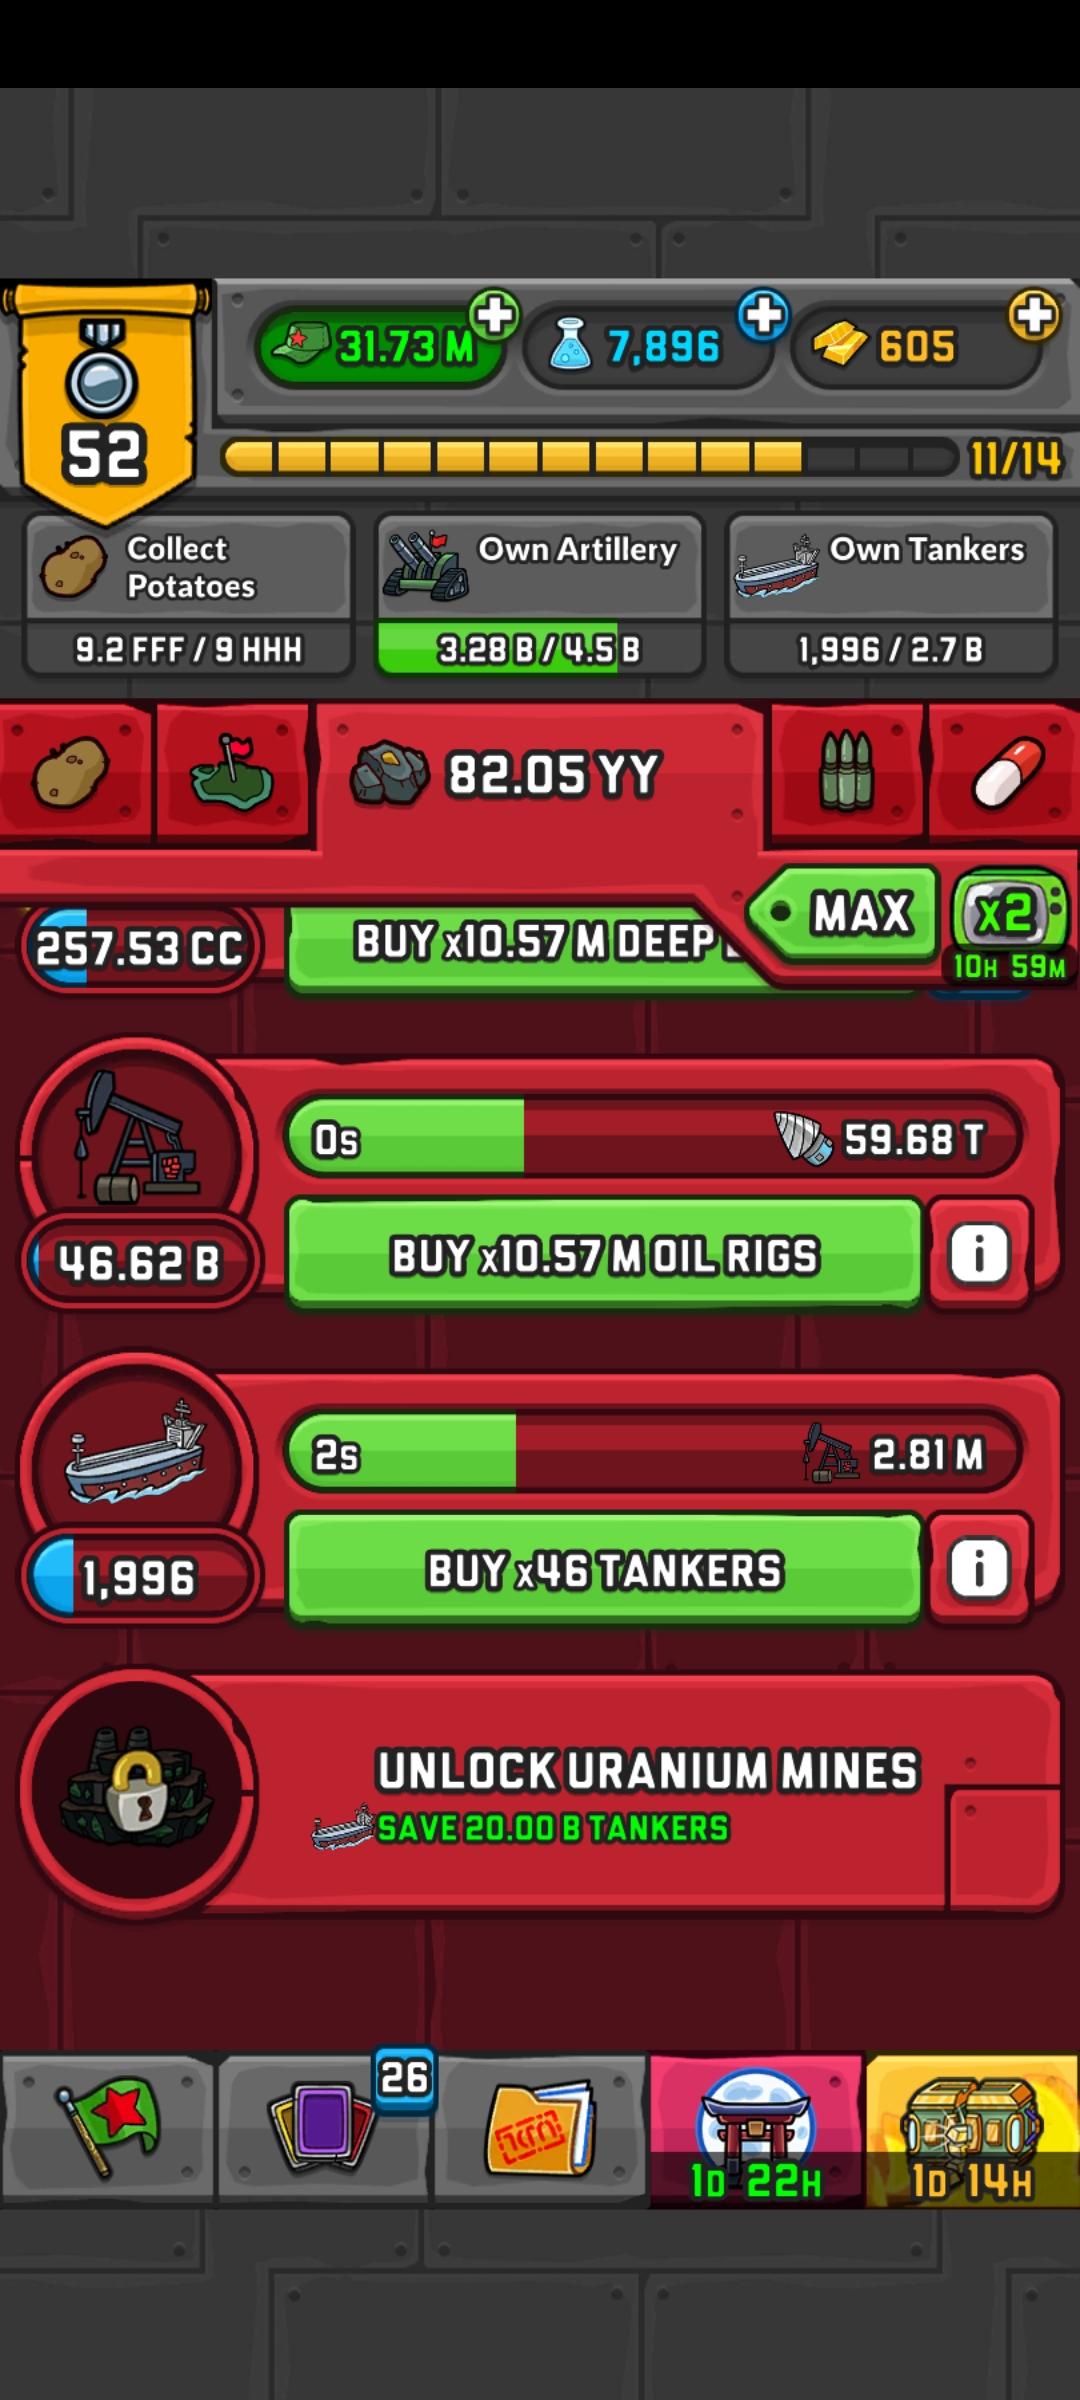 31.73 M
7,896
605
52
11/14
Collect
Potatoes
9.2 FFF / 9 HHH
Own Artillery
3.28 B / 4.5 B
Own Tankers
1,996 / 2.7 B
82.05 YY
MAX
x2
10H 59M
257.53 CC
BUY x10.57 M DEEP
0s
59.68 T
46.62 B
BUY x10.57 M OIL RIGS
i
2s
2.81 M
1,996
BUY x46 TANKERS
i
UNLOCK URANIUM MINES
SAVE 20.00 B TANKERS
26
1D 22H
1D 14H